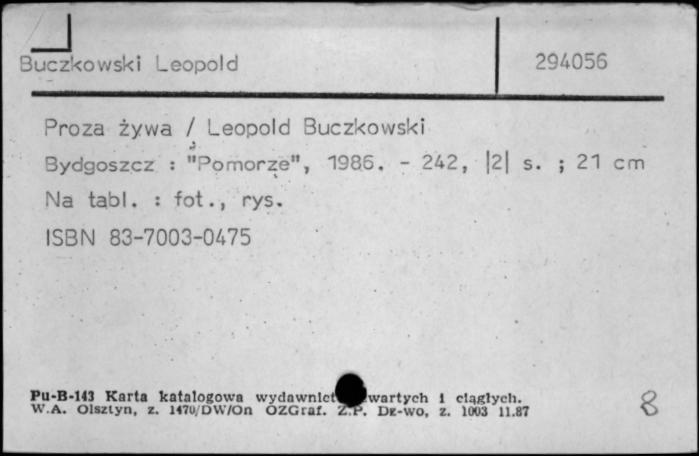 Buczkowski Leopold 294056
Proza żywa / Leopold Buczkowski
Bydgoszcz : "Pomorze", 1986. - 242, |2| s. ; 21 cm
Na tabl. : fot., rys.
ISBN 83-7003-0475
Pu-B-143 Karta katalogowa wydawnict wartych i ciągłych.
W.A. Olsztyn, z. 1470/DW/On OZGraf. Z.P. Dz-wo, z. 1003 11.87
8